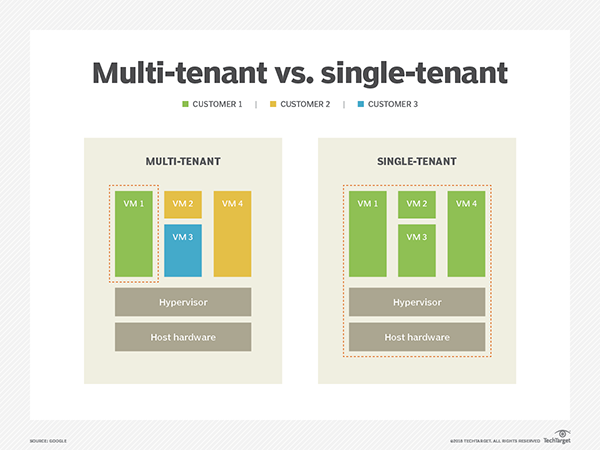 Multi-tenant vs. single-tenant
CUSTOMER 1 | CUSTOMER 2 | CUSTOMER 3
MULTI-TENANT
VM 1
VM 2
VM 4
VM 3
Hypervisor
Host hardware
SINGLE-TENANT
VM 1
VM 2
VM 4
VM 3
Hypervisor
Host hardware
SOURCE: GOOGLE
©2018 TECHTARGET, ALL RIGHTS RESERVED
TechTarget